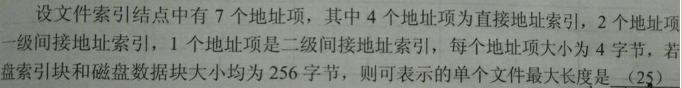 设文件索引结点中有 7 个地址项，其中 4 个地址项为直接地址索引，2 个地址项
一级间接地址索引，1 个地址项是二级间接地址索引，每个地址项大小为 4 字节，若
盘索引块和磁盘数据块大小均为 256 字节，则可表示的单个文件最大长度是 （25）